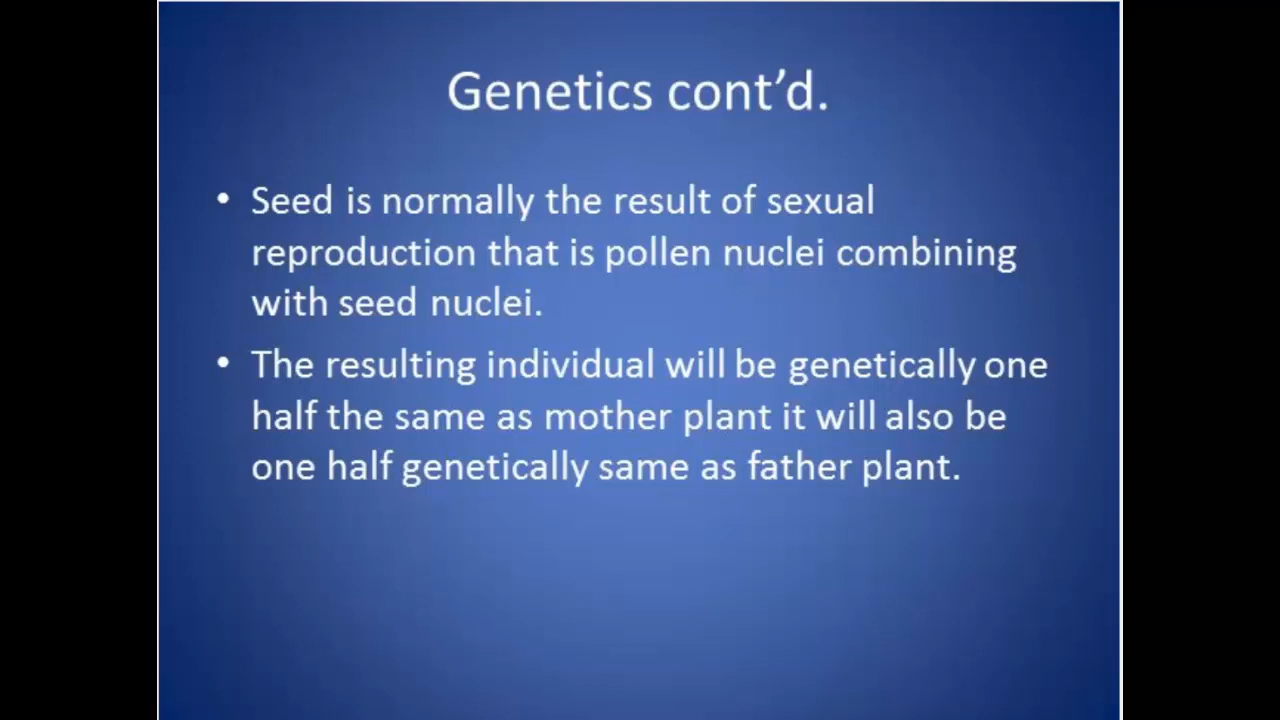 Genetics cont’d.
• Seed is normally the result of sexual
reproduction that is pollen nuclei combining
with seed nuclei.
• The resulting individual will be genetically one
half the same as mother plant it will also be
one half genetically same as father plant.